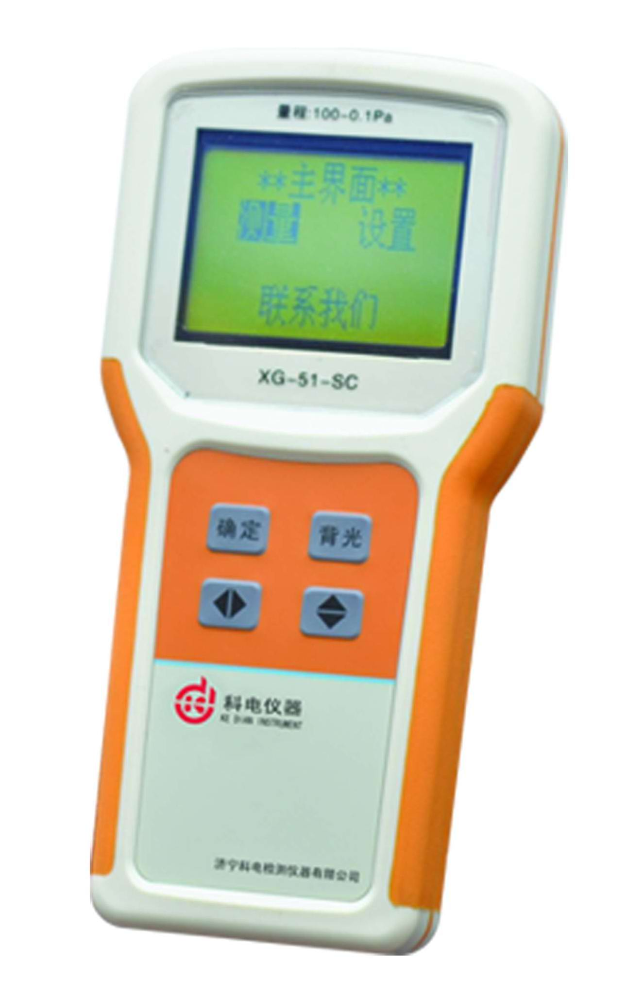 量程:100-0.1Pa
**主界面**
测量 设置
联系我们
XG-51-SC
确定 背光
科电仪器
KE DIAN INSTRUMENT
济宁科电检测仪器有限公司